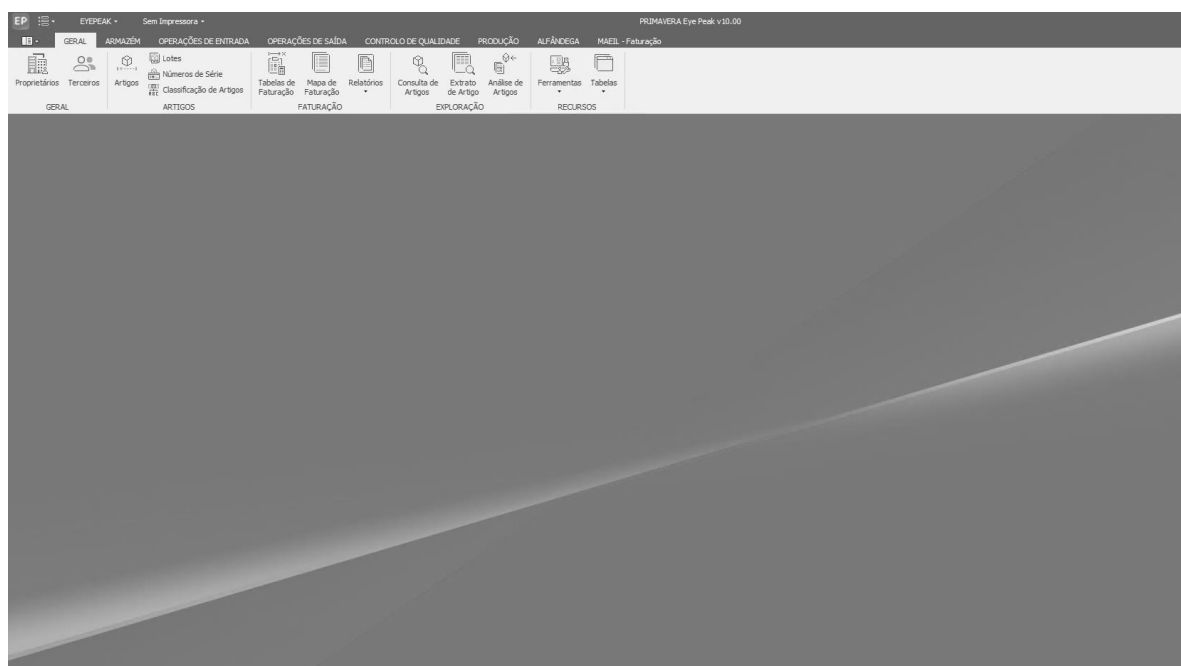 EP EYEPEAK Sem Impressora PRIMAVERA Eye Peak v10.00
GERAL ARMAZÉM OPERAÇÕES DE ENTRADA OPERAÇÕES DE SAÍDA CONTROLO DE QUALIDADE PRODUÇÃO ALFÂNDEGA MAEIL - Faturação
Proprietários
Terceiros
Artigos
Lotes
Números de Série
Classificação de Artigos
Tabelas de
Faturação
Mapa de
Faturação
Relatórios
Consulta de
Artigos
Extrato
de Artigo
Análise de
Artigos
Ferramentas
Tabelas
GERAL ARTIGOS FATURAÇÃO EXPLORAÇÃO RECURSOS